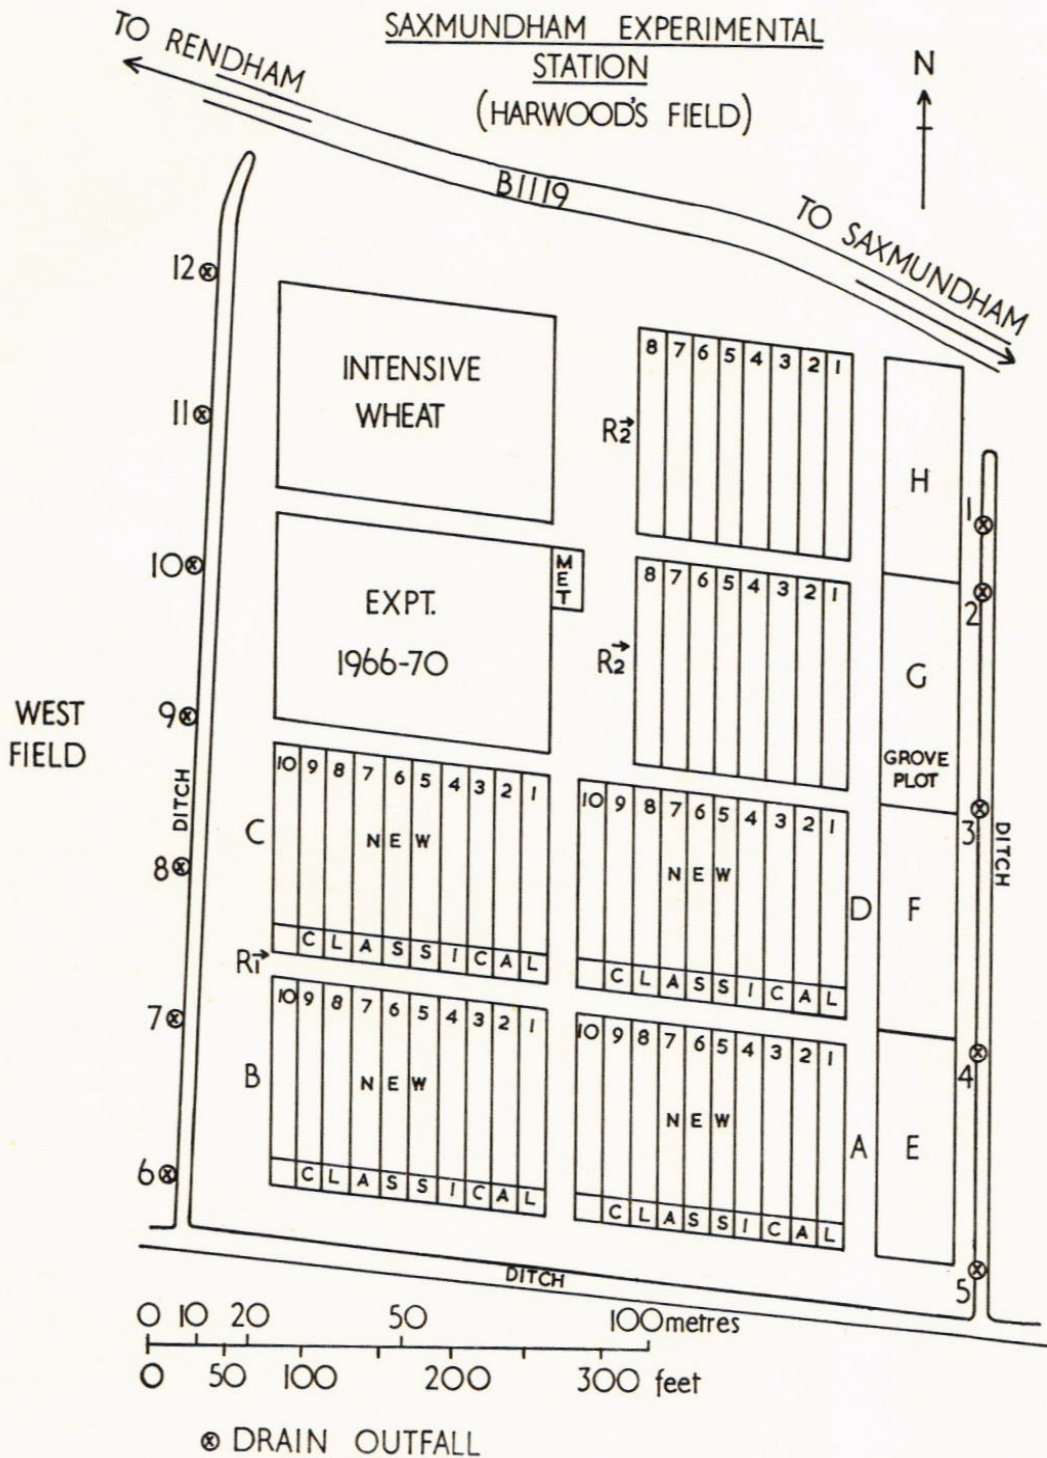 SAXMUNDHAM EXPERIMENTAL
STATION
(HARWOOD'S FIELD)
TO RENDHAM
N
B1119
TO SAXMUNDHAM
12
INTENSIVE
WHEAT
8 7 6 5 4 3 2 1
11
R2
H
1
10
MET
EXPT.
1966-70
8 7 6 5 4 3 2 1
2
R2
G
WEST
FIELD
9
GROVE
PLOT
DITCH
10 9 8 7 6 5 4 3 2 1
10 9 8 7 6 5 4 3 2 1
3
DITCH
C
NEW
NEW
8
D
F
CLASSICAL
R1
CLASSICAL
10 9 8 7 6 5 4 3 2 1
7
10 9 8 7 6 5 4 3 2 1
4
B
NEW
NEW
A
E
6
CLASSICAL
CLASSICAL
DITCH
5
0 10 20 50 100 metres
0 50 100 200 300 feet
⊗ DRAIN OUTFALL